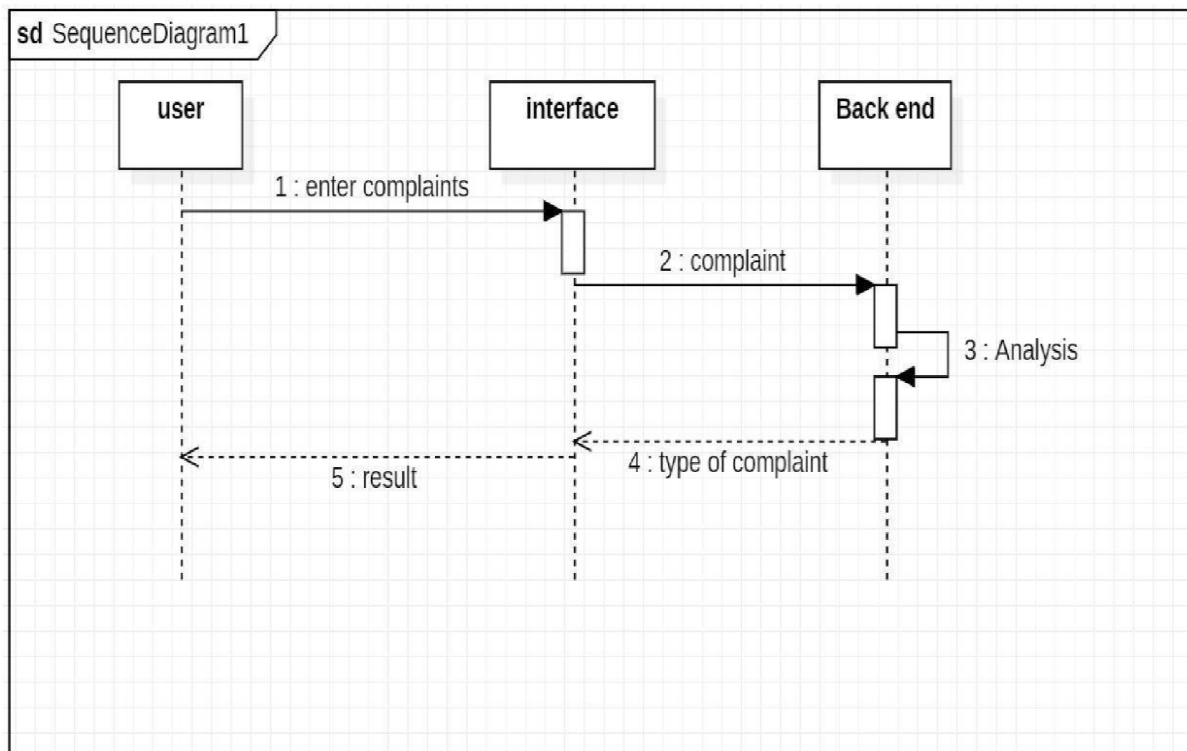 sd SequenceDiagram1
user
interface
Back end
1 : enter complaints
2 : complaint
3 : Analysis
4 : type of complaint
5 : result